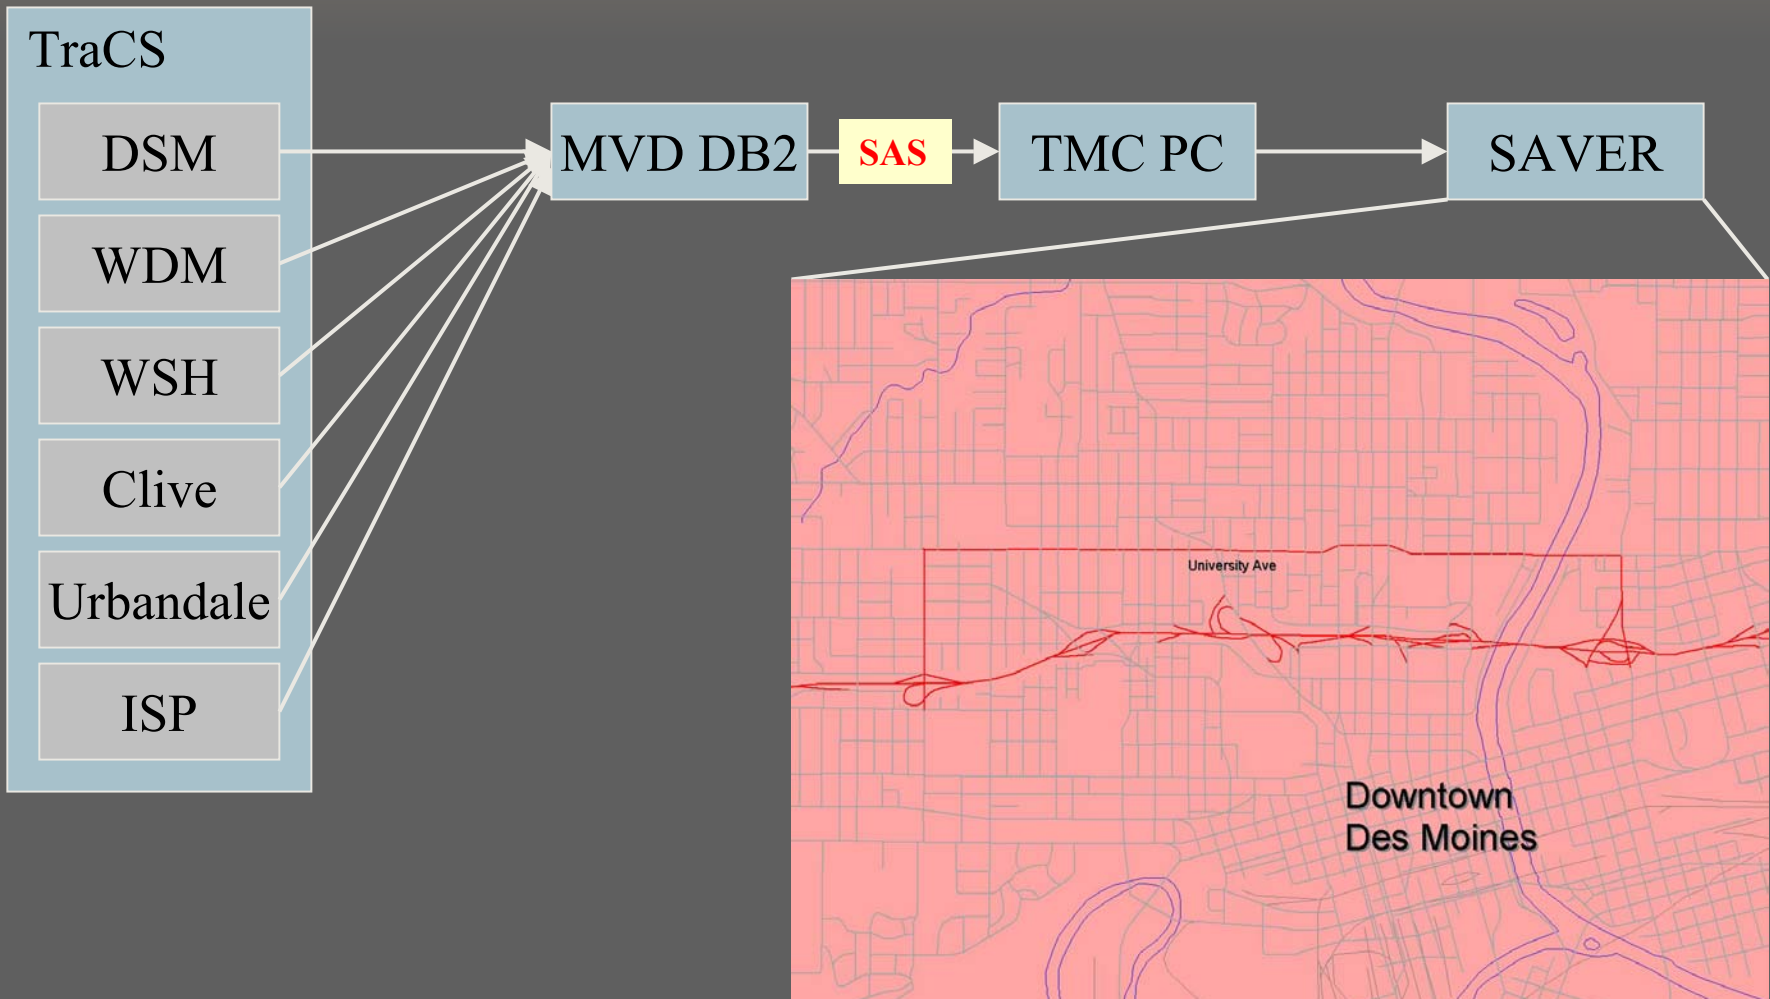 TraCS
DSM
WDM
WSH
Clive
Urbandale
ISP
MVD DB2
SAS
TMC PC
SAVER
University Ave
Downtown
Des Moines